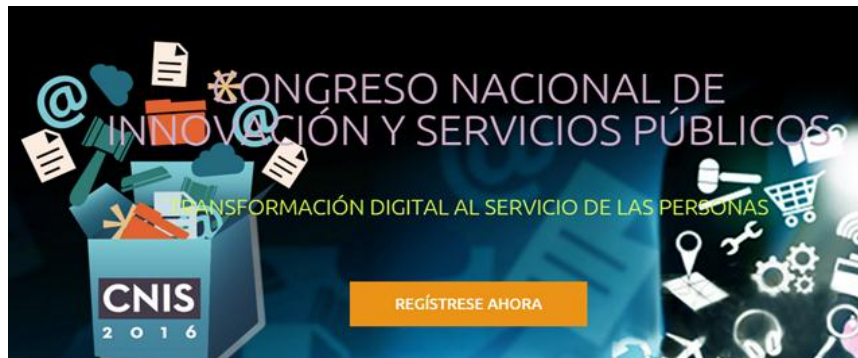 CONGRESO NACIONAL DE
INNOVACIÓN Y SERVICIOS PÚBLICOS
TRANSFORMACIÓN DIGITAL AL SERVICIO DE LAS PERSONAS
REGÍSTRESE AHORA
CNIS
2016